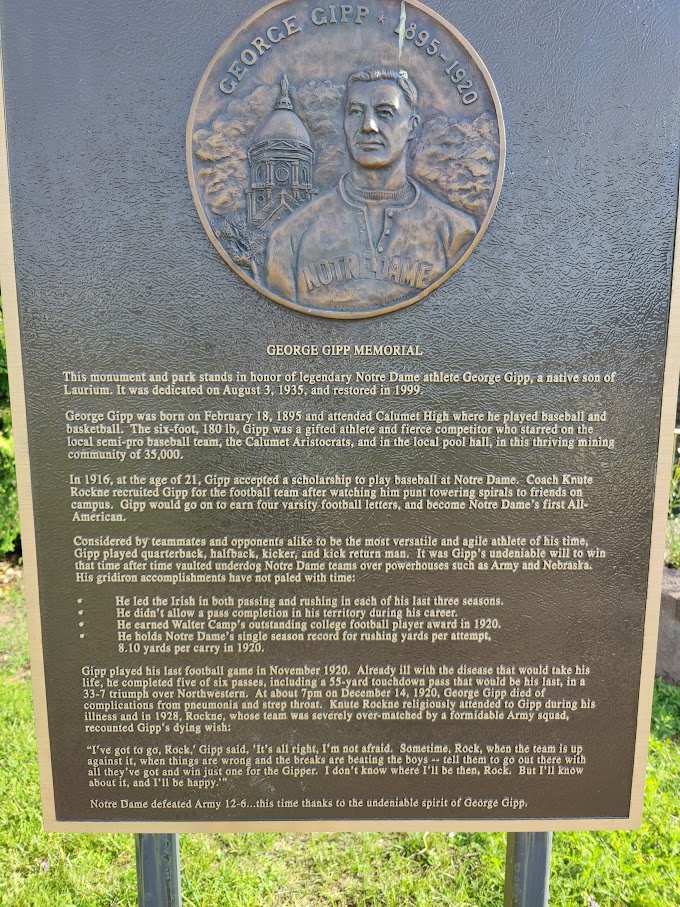 GEORGE GIPP ★ 1895-1920
NOTRE DAME
GEORGE GIPP MEMORIAL
This monument and park stands in honor of legendary Notre Dame athlete George Gipp, a native son of
Laurium. It was dedicated on August 3, 1935, and restored in 1999.
George Gipp was born on February 18, 1895 and attended Calumet High where he played baseball and
basketball. The six-foot, 180 lb, Gipp was a gifted athlete and fierce competitor who starred on the
local semi-pro baseball team, the Calumet Aristocrats, and in the local pool hall, in this thriving mining
community of 35,000.
In 1916, at the age of 21, Gipp accepted a scholarship to play baseball at Notre Dame. Coach Knute
Rockne recruited Gipp for the football team after watching him punt towering spirals to friends on
campus. Gipp would go on to earn four varsity football letters, and become Notre Dame's first All-
American.
Considered by teammates and opponents alike to be the most versatile and agile athlete of his time,
Gipp played quarterback, halfback, kicker, and kick return man. It was Gipp's undeniable will to win
that time after time vaulted underdog Notre Dame teams over powerhouses such as Army and Nebraska.
His gridiron accomplishments have not paled with time:
• He led the Irish in both passing and rushing in each of his last three seasons.
• He didn't allow a pass completion in his territory during his career.
• He earned Walter Camp's outstanding college football player award in 1920.
• He holds Notre Dame's single season record for rushing yards per attempt,
8.10 yards per carry in 1920.
Gipp played his last football game in November 1920. Already ill with the disease that would take his
life, he completed five of six passes, including a 55-yard touchdown pass that would be his last, in a
33-7 triumph over Northwestern. At about 7pm on December 14, 1920, George Gipp died of
complications from pneumonia and strep throat. Knute Rockne religiously attended to Gipp during his
illness and in 1928, Rockne, whose team was severely over-matched by a formidable Army squad,
recounted Gipp's dying wish:
"I've got to go, Rock,' Gipp said, 'It's all right, I'm not afraid. Sometime, Rock, when the team is up
against it, when things are wrong and the breaks are beating the boys -- tell them to go out there with
all they've got and win just one for the Gipper. I don't know where I'll be then, Rock. But I'll know
about it, and I'll be happy.'"
Notre Dame defeated Army 12-6...this time thanks to the undeniable spirit of George Gipp.